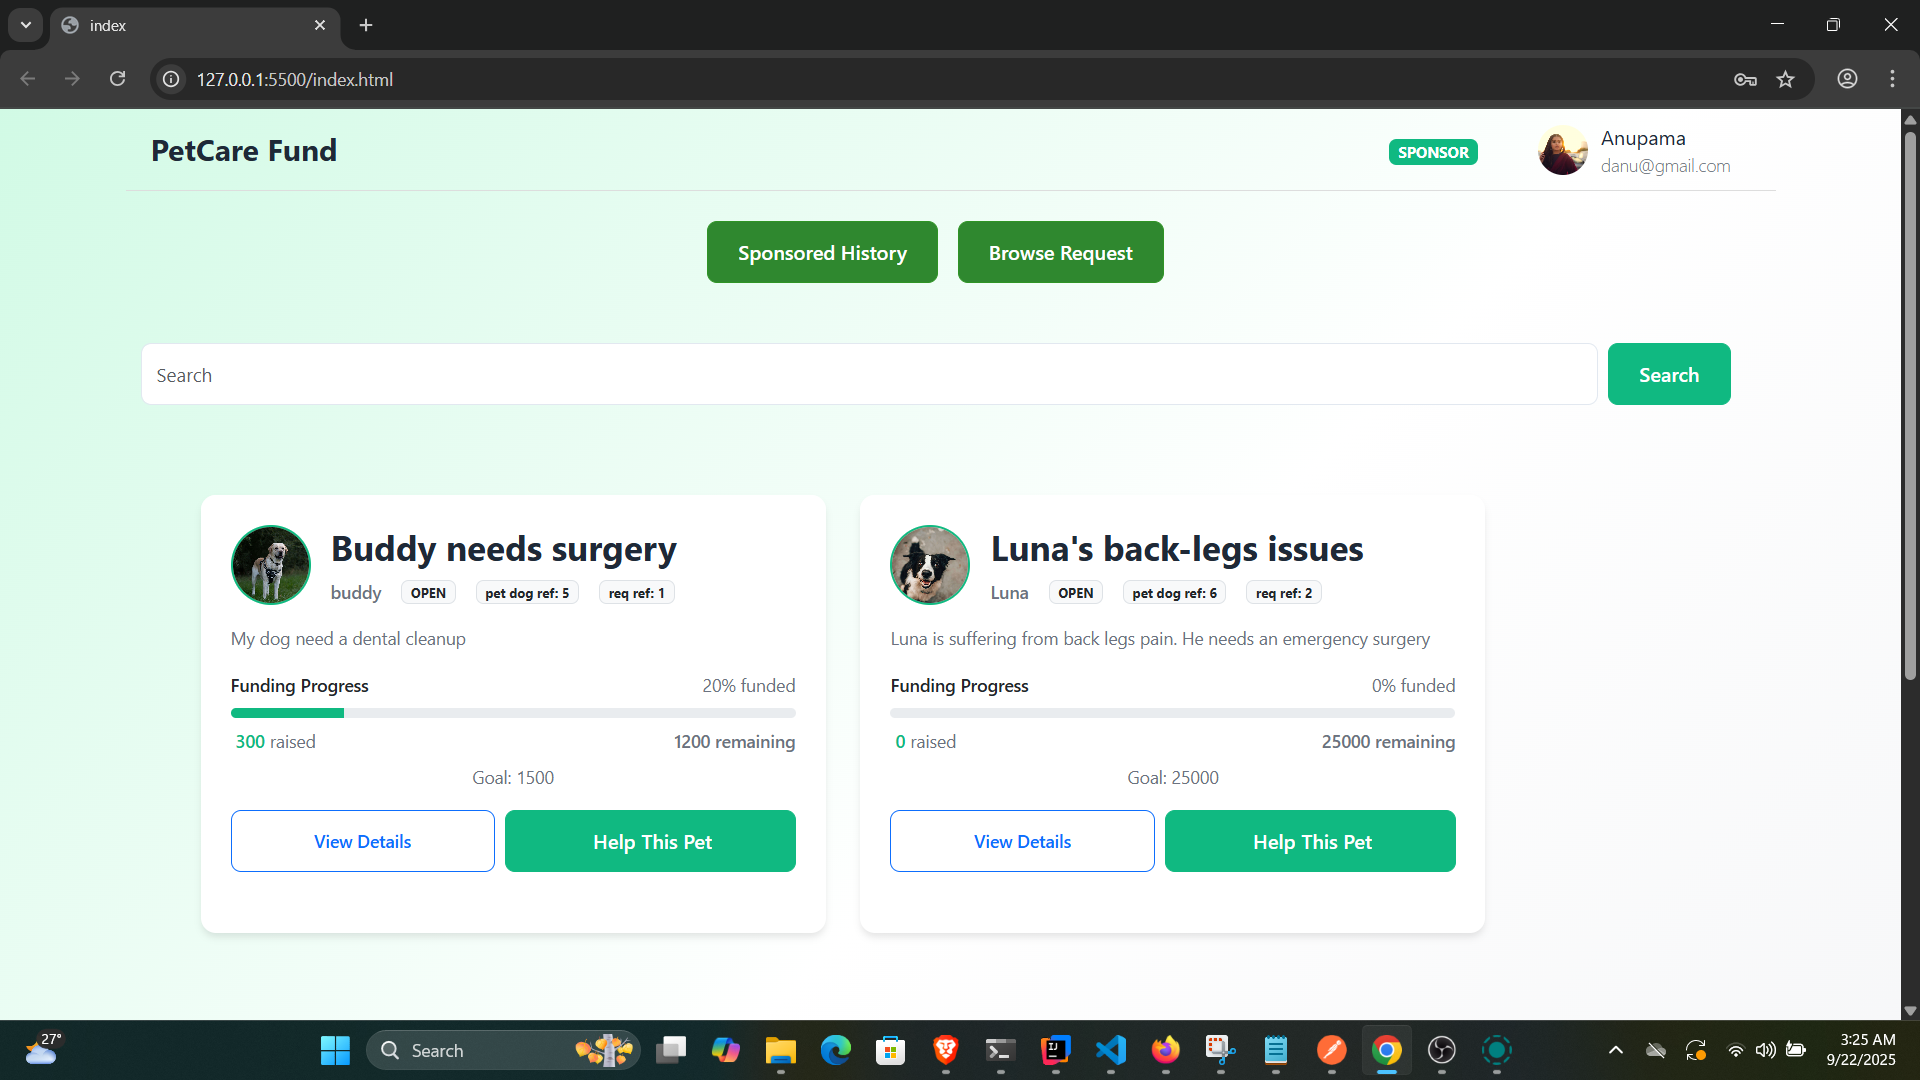 index
127.0.0.1:5500/index.html
PetCare Fund
SPONSOR
Anupama
danu@gmail.com
Sponsored History
Browse Request
Search
Search
Buddy needs surgery
buddy OPEN pet dog ref: 5 req ref: 1
My dog need a dental cleanup
Funding Progress 20% funded
300 raised 1200 remaining
Goal: 1500
View Details Help This Pet
Luna's back-legs issues
Luna OPEN pet dog ref: 6 req ref: 2
Luna is suffering from back legs pain. He needs an emergency surgery
Funding Progress 0% funded
0 raised 25000 remaining
Goal: 25000
View Details Help This Pet
27°
Search
3:25 AM
9/22/2025